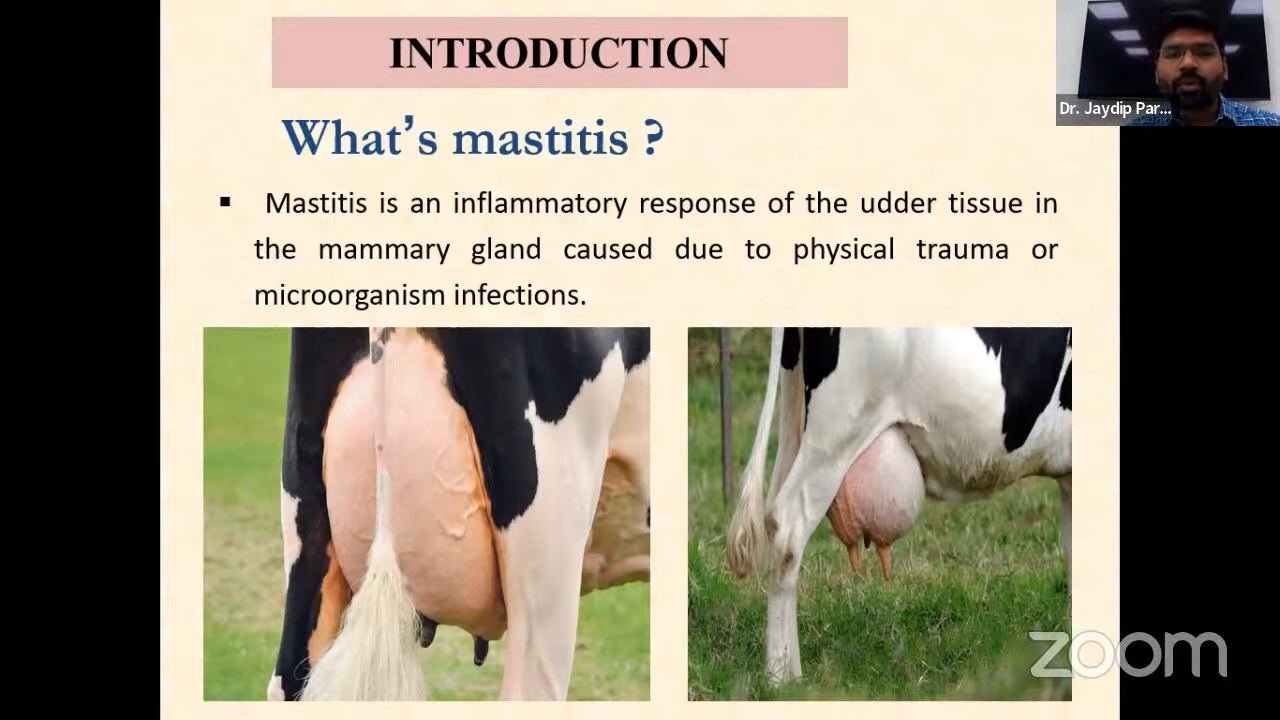 INTRODUCTION
Dr. Jaydip Par...
What's mastitis ?
▪ Mastitis is an inflammatory response of the udder tissue in
the mammary gland caused due to physical trauma or
microorganism infections.
zoom